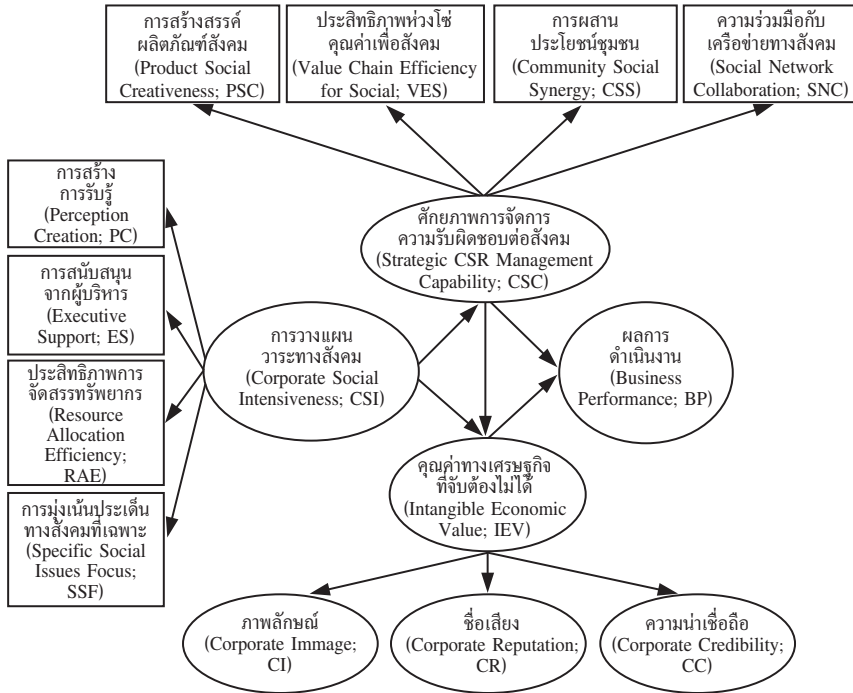 การสร้างสรรค์
ผลิตภัณฑ์สังคม
(Product Social
Creativeness; PSC)
ประสิทธิภาพห่วงโซ่
คุณค่าเพื่อสังคม
(Value Chain Efficiency
for Social; VES)
การผสาน
ประโยชน์ชุมชน
(Community Social
Synergy; CSS)
ความร่วมมือกับ
เครือข่ายทางสังคม
(Social Network
Collaboration; SNC)
การสร้าง
การรับรู้
(Perception
Creation; PC)
การสนับสนุน
จากผู้บริหาร
(Executive
Support; ES)
ประสิทธิภาพการ
จัดสรรทรัพยากร
(Resource
Allocation
Efficiency;
RAE)
การมุ่งเน้นประเด็น
ทางสังคมที่เฉพาะ
(Specific Social
Issues Focus;
SSF)
ศักยภาพการจัดการ
ความรับผิดชอบต่อสังคม
(Strategic CSR Management
Capability; CSC)
การวางแผน
วาระทางสังคม
(Corporate Social
Intensiveness; CSI)
ผลการ
ดำเนินงาน
(Business
Performance; BP)
คุณค่าทางเศรษฐกิจ
ที่จับต้องไม่ได้
(Intangible Economic
Value; IEV)
ภาพลักษณ์
(Corporate Immage;
CI)
ชื่อเสียง
(Corporate Reputation;
CR)
ความน่าเชื่อถือ
(Corporate Credibility;
CC)